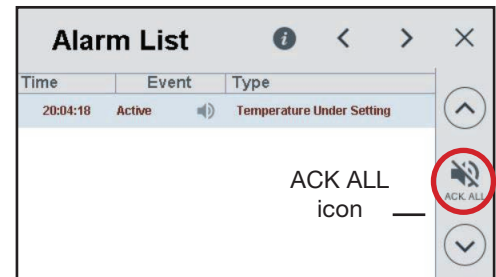 Alarm List
Time Event Type
20:04:18 Active Temperature Under Setting
ACK ALL
icon
ACK. ALL